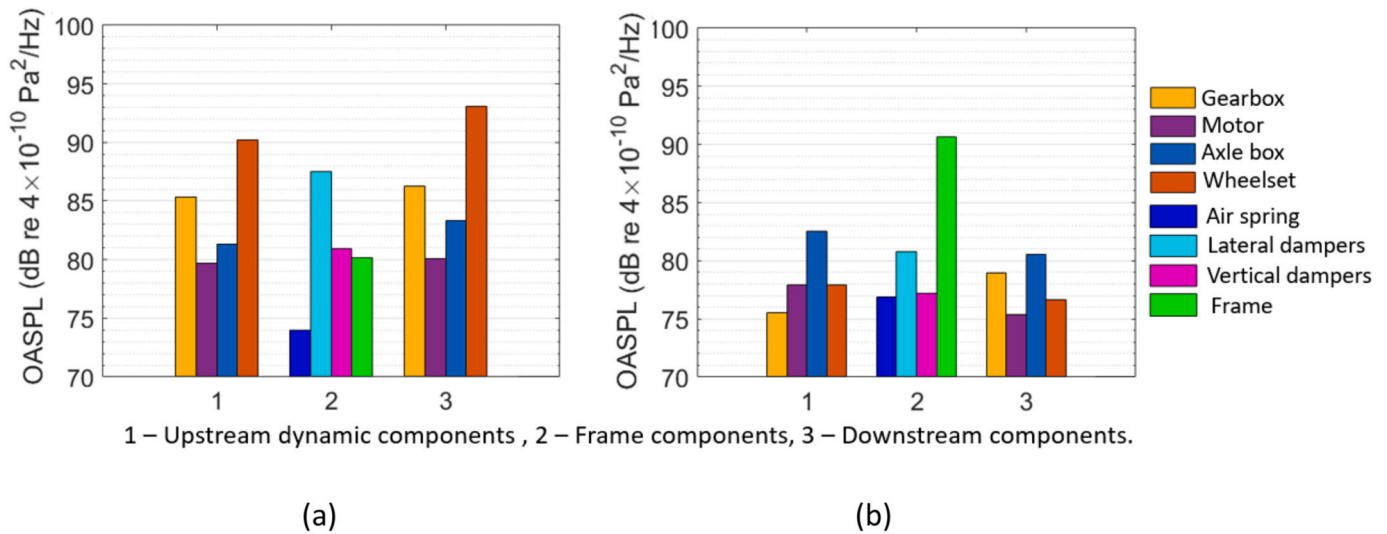 OASPL (dB re 4×10⁻¹⁰ Pa²/Hz)
100
95
90
85
80
75
70
1 2 3
OASPL (dB re 4×10⁻¹⁰ Pa²/Hz)
100
95
90
85
80
75
70
1 2 3
Gearbox
Motor
Axle box
Wheelset
Air spring
Lateral dampers
Vertical dampers
Frame
1 – Upstream dynamic components , 2 – Frame components, 3 – Downstream components.
(a) (b)